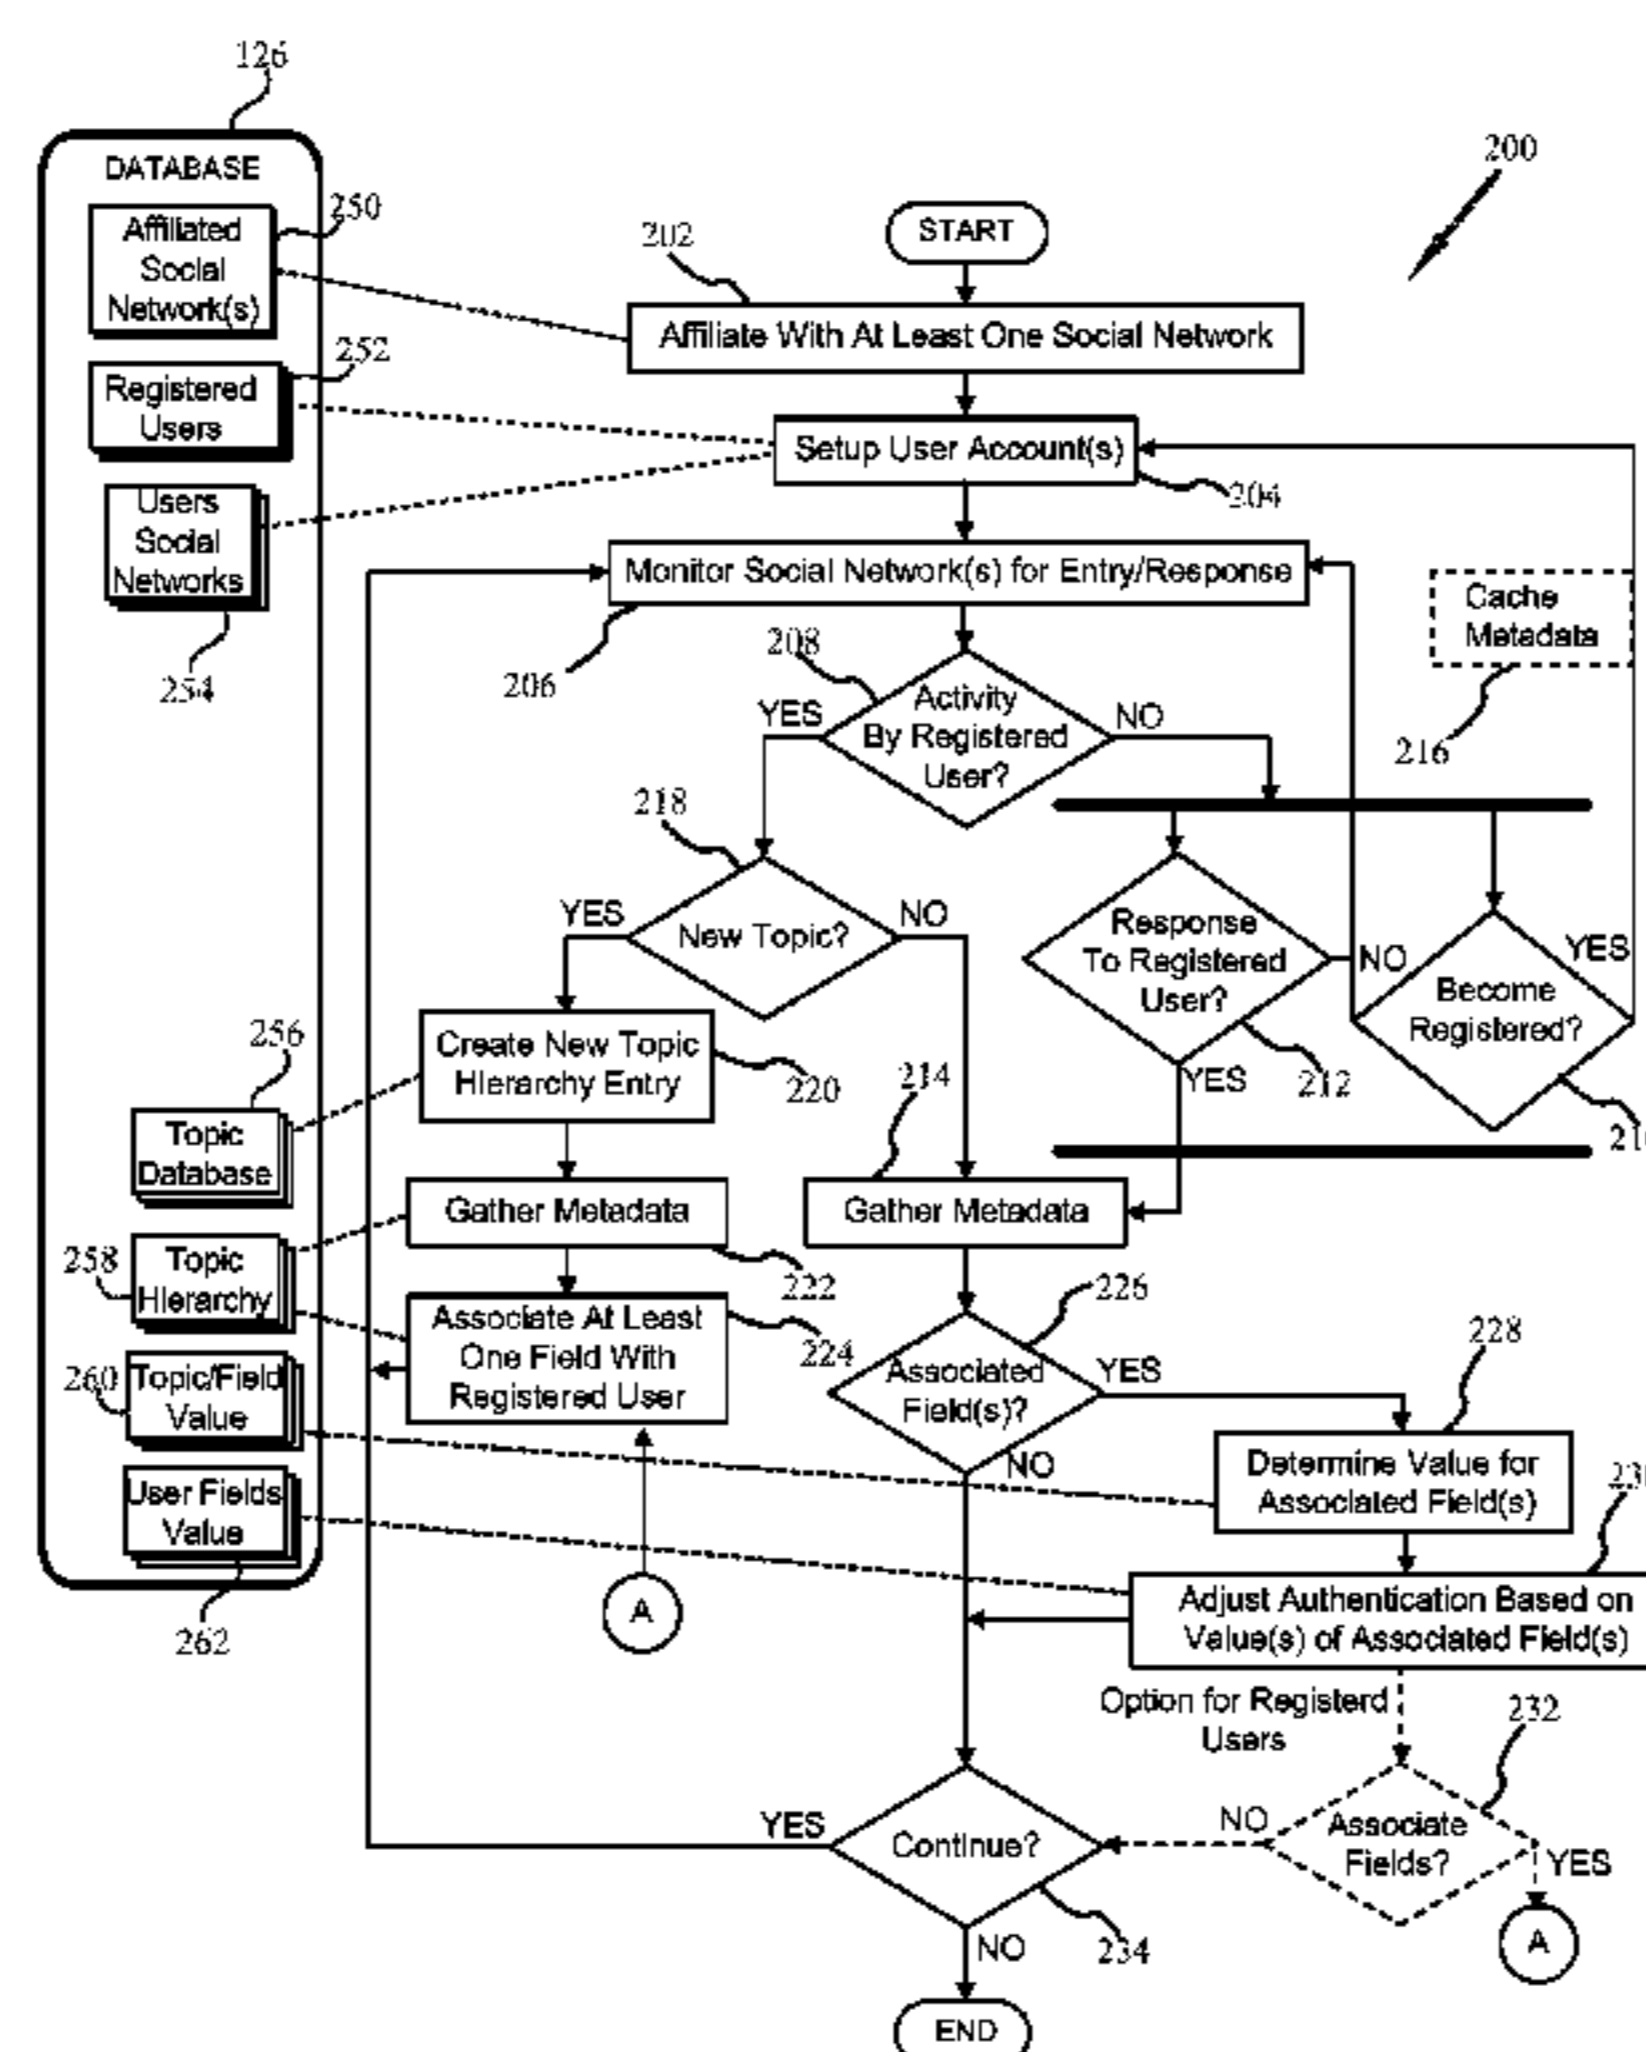 126
DATABASE
200
250
Affiliated
Social
Network(s)
202
START
Affiliate With At Least One Social Network
252
Registered
Users
Setup User Account(s)
204
Users
Social
Networks
254
Monitor Social Network(s) for Entry/Response
206
Cache
Metadata
216
208
YES
Activity
By Registered
User?
NO
218
YES
New Topic?
NO
Response
To Registered
User?
NO
YES
212
YES
Become
Registered?
256
Create New Topic
Hierarchy Entry
220
214
Topic
Database
Gather Metadata
222
Gather Metadata
258
Topic
Hierarchy
Associate At Least
One Field With
Registered User
224
226
Associated
Field(s)?
YES
NO
228
260
Topic/Field
Value
Determine Value for
Associated Field(s)
User Fields
Value
262
A
Adjust Authentication Based on
Value(s) of Associated Field(s)
Option for Registerd
Users
232
YES
Continue?
NO
Associate
Fields?
YES
234
NO
A
END